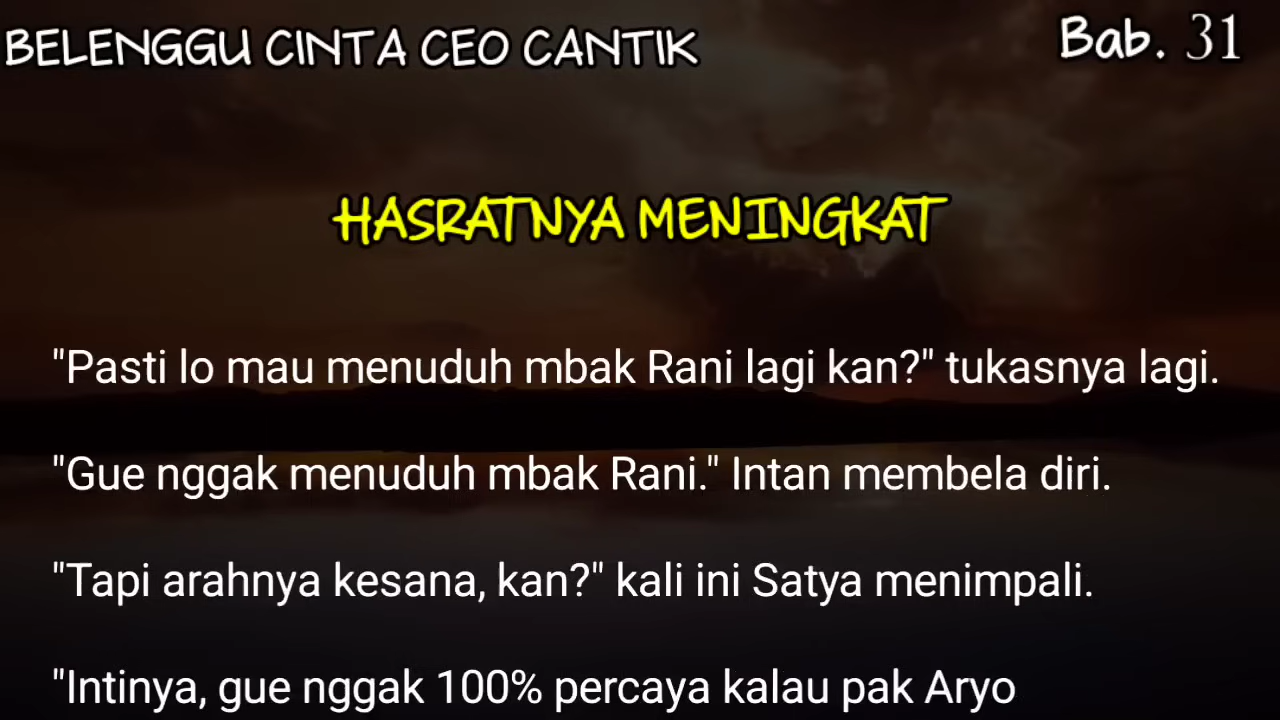 BELENGGU CINTA CEO CANTIK
Bab. 31
HASRATNYA MENINGKAT
"Pasti lo mau menuduh mbak Rani lagi kan?" tukasnya lagi.
"Gue nggak menuduh mbak Rani." Intan membela diri.
"Tapi arahnya kesana, kan?" kali ini Satya menimpali.
"Intinya, gue nggak 100% percaya kalau pak Aryo